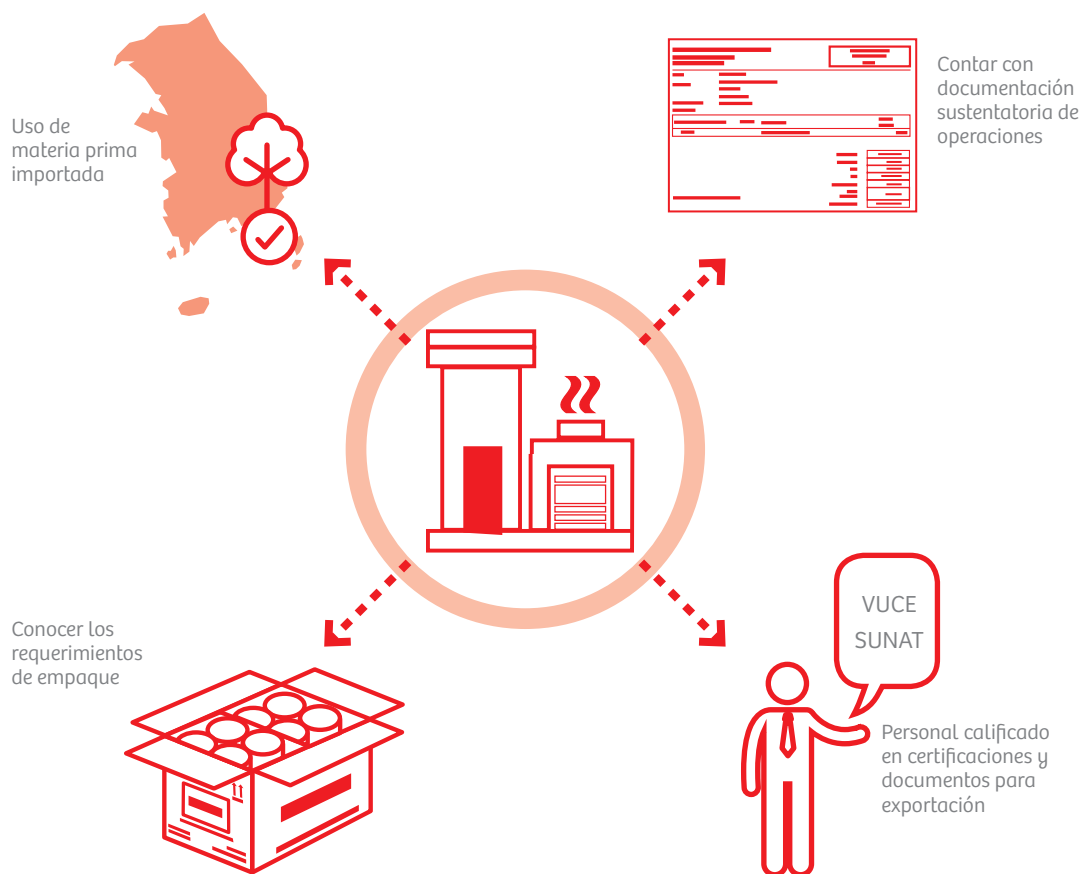 Uso de
materia prima
importada
Contar con
documentación
sustentatoria de
operaciones
Conocer los
requerimientos
de empaque
VUCE
SUNAT
Personal calificado
en certificaciones y
documentos para
exportación